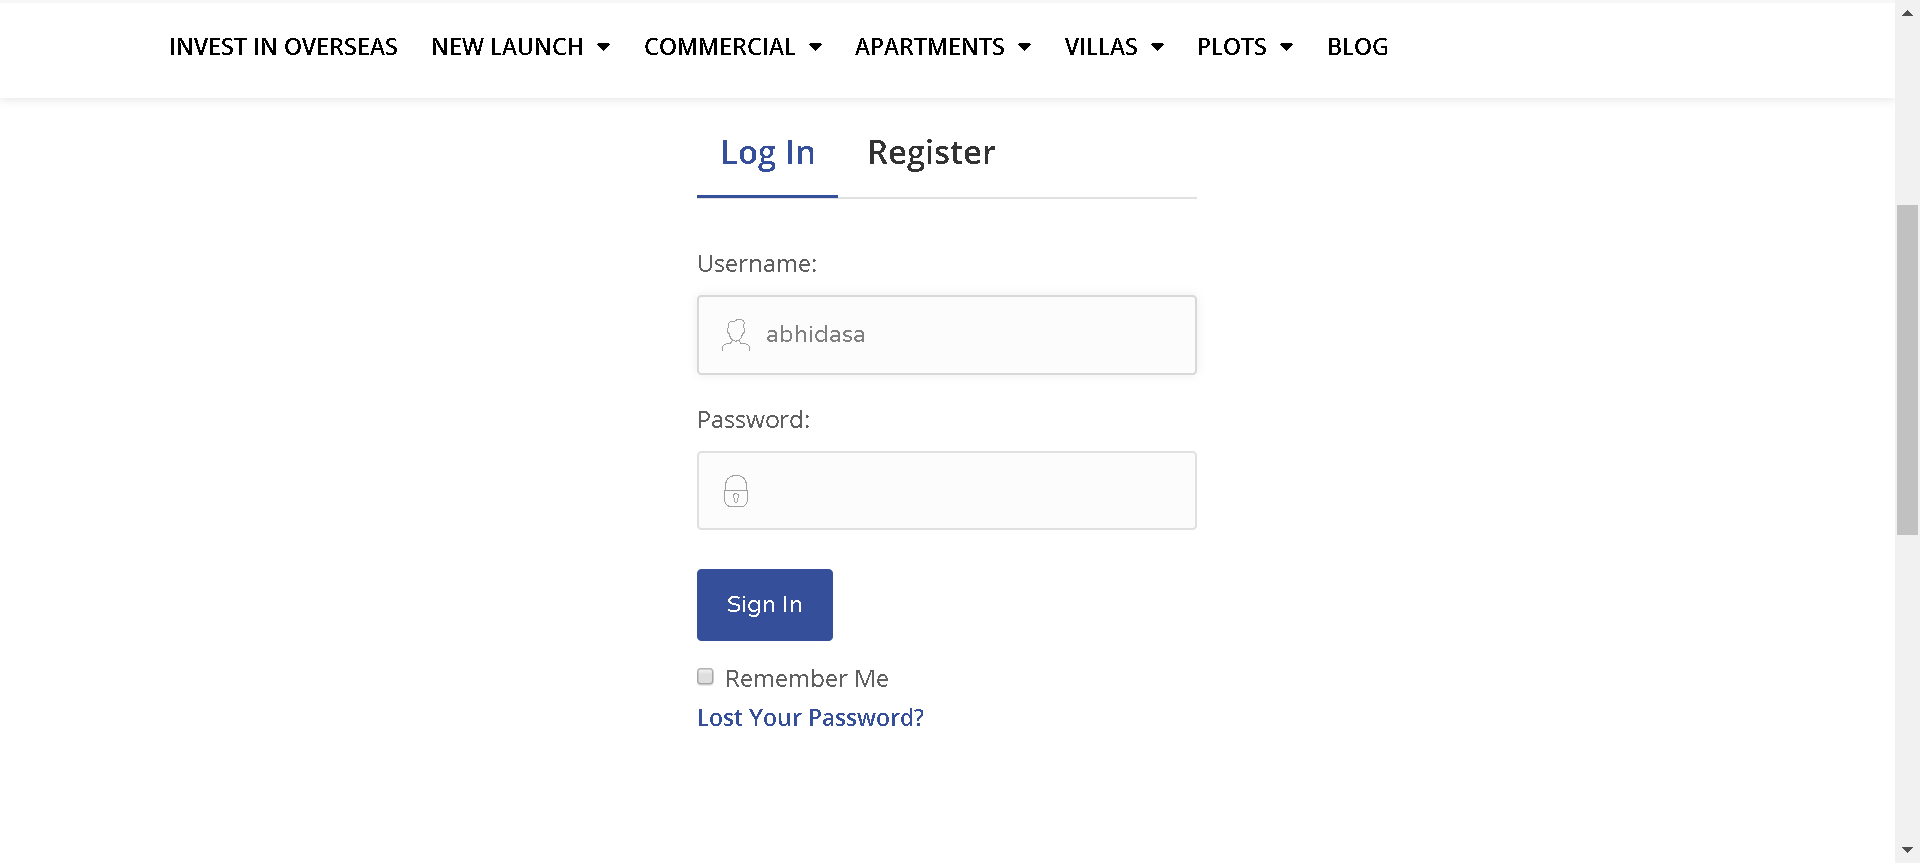 INVEST IN OVERSEAS NEW LAUNCH COMMERCIAL APARTMENTS VILLAS PLOTS BLOG
Log In Register
Username:
abhidasa
Password:
Sign In
Remember Me
Lost Your Password?